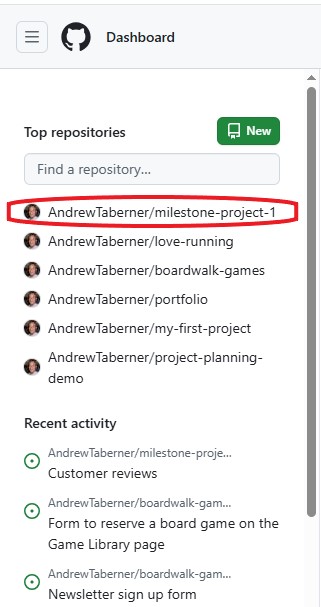 Dashboard
Top repositories
New
Find a repository...
AndrewTaberner/milestone-project-1
AndrewTaberner/love-running
AndrewTaberner/boardwalk-games
AndrewTaberner/portfolio
AndrewTaberner/my-first-project
AndrewTaberner/project-planning-
demo
Recent activity
AndrewTaberner/milestone-proje...
Customer reviews
AndrewTaberner/boardwalk-gam...
Form to reserve a board game on the
Game Library page
AndrewTaberner/boardwalk-gam...
Newsletter sign up form